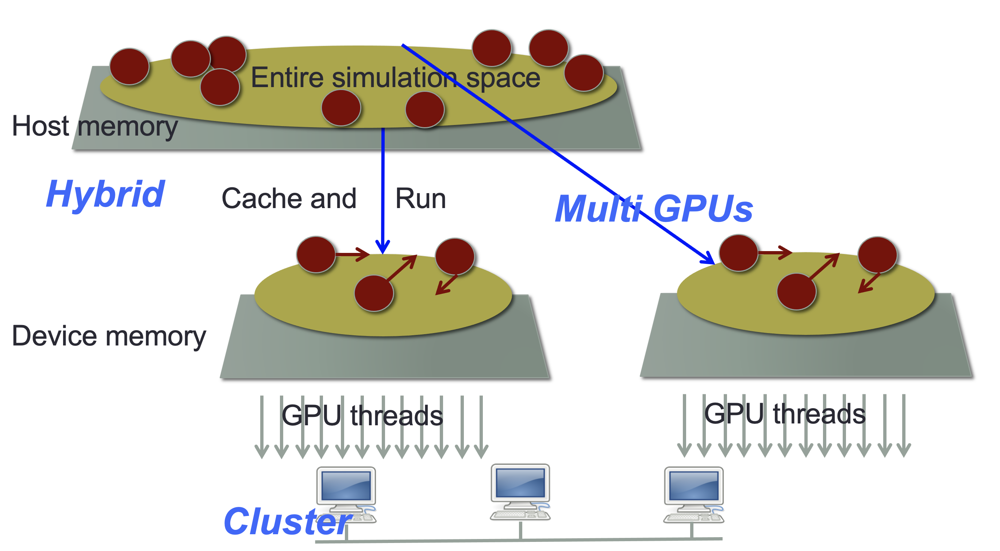 Entire simulation space
Host memory
Hybrid
Cache and Run
Multi GPUs
Device memory
GPU threads
GPU threads
Cluster